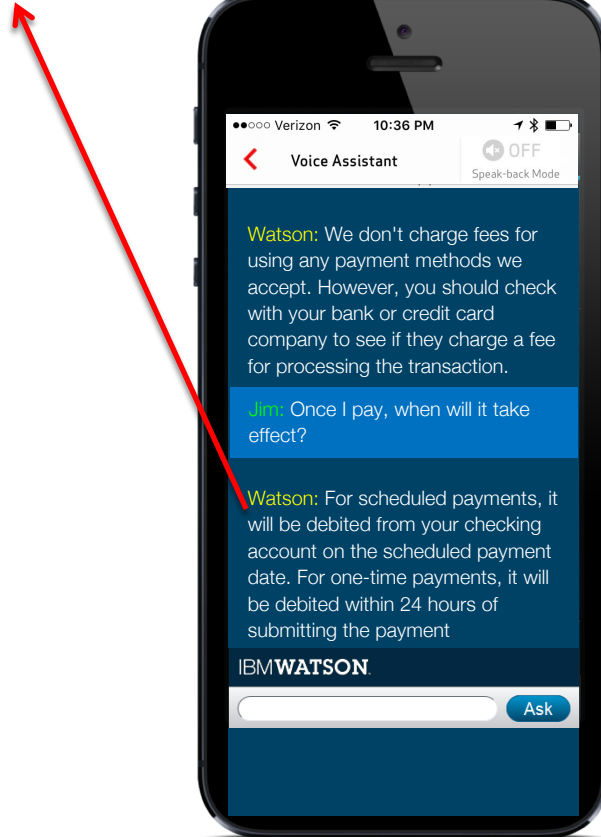 Verizon 10:36 PM
Voice Assistant
OFF
Speak-back Mode
Watson: We don't charge fees for
using any payment methods we
accept. However, you should check
with your bank or credit card
company to see if they charge a fee
for processing the transaction.
Jim: Once I pay, when will it take
effect?
Watson: For scheduled payments, it
will be debited from your checking
account on the scheduled payment
date. For one-time payments, it will
be debited within 24 hours of
submitting the payment
IBMWATSON.
Ask